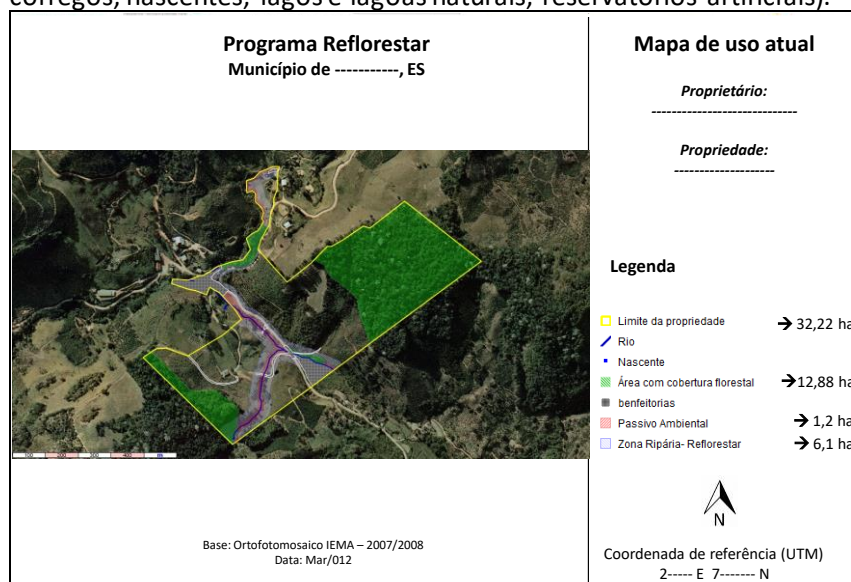 córregos, nascentes, lagos e lagoas naturais, reservatórios artificiais).
Programa Reflorestar
Município de -----------, ES
Mapa de uso atual
Proprietário:
-----------------------------
Propriedade:
--------------------
Legenda
Limite da propriedade → 32,22 ha
Rio
Nascente
Área com cobertura florestal →12,88 ha
benfeitorias
Passivo Ambiental → 1,2 ha
Zona Ripária- Reflorestar → 6,1 ha
N
Base: Ortofotomosaico IEMA – 2007/2008
Data: Mar/012
Coordenada de referência (UTM)
2----- E 7------- N